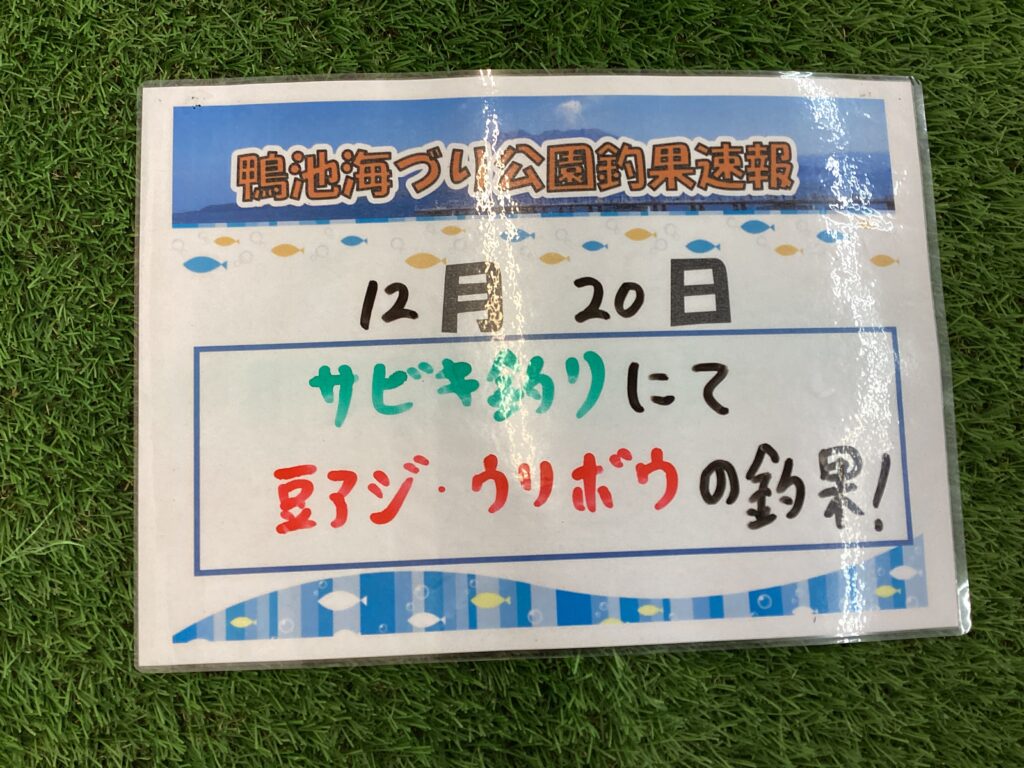 鴨池海づり公園釣果速報
12月 20日
サビキ釣りにて
豆アジ・ウリボウの釣果!